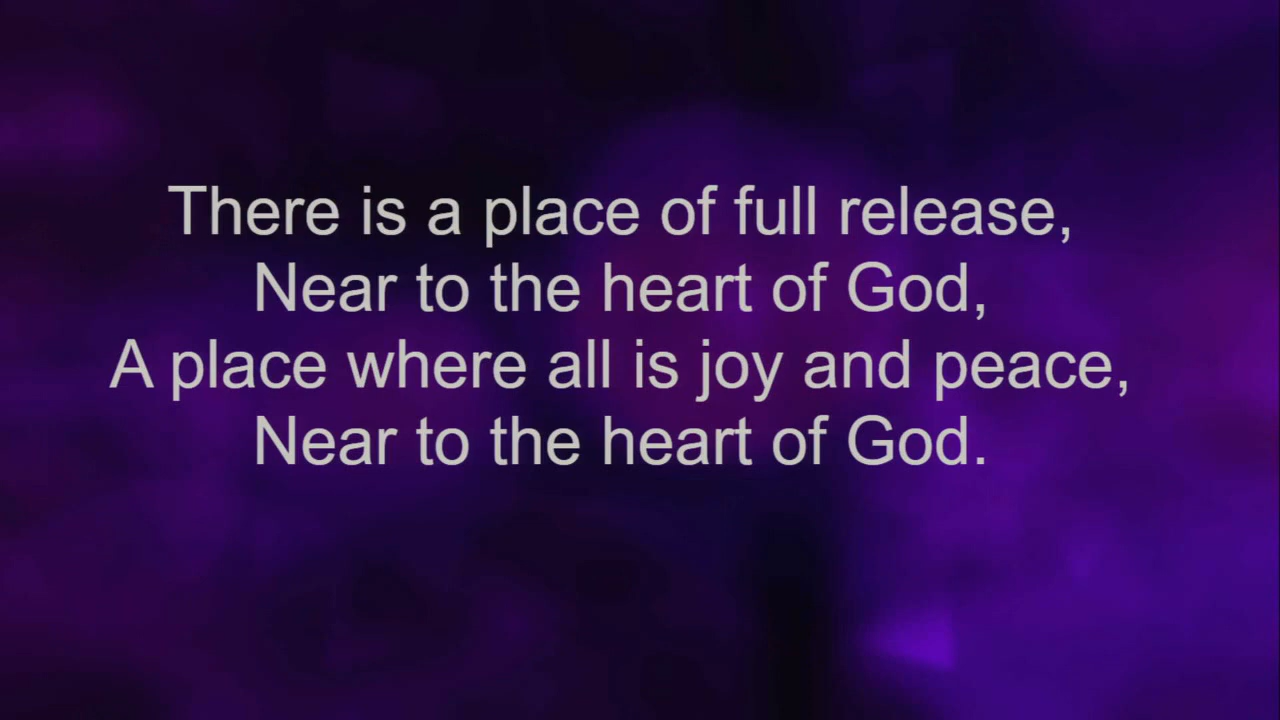 There is a place of full release,
Near to the heart of God,
A place where all is joy and peace,
Near to the heart of God.